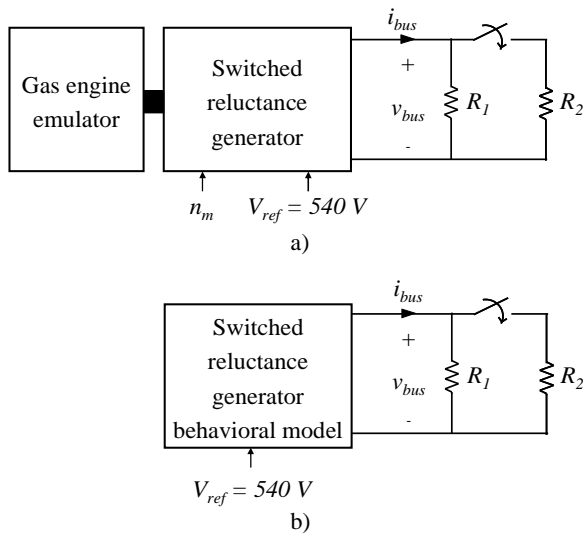 Gas engine
emulator
Switched
reluctance
generator
i_bus
+
v_bus
-
R_1
R_2
n_m
V_ref = 540 V
a)
Switched
reluctance
generator
behavioral model
i_bus
+
v_bus
-
R_1
R_2
V_ref = 540 V
b)